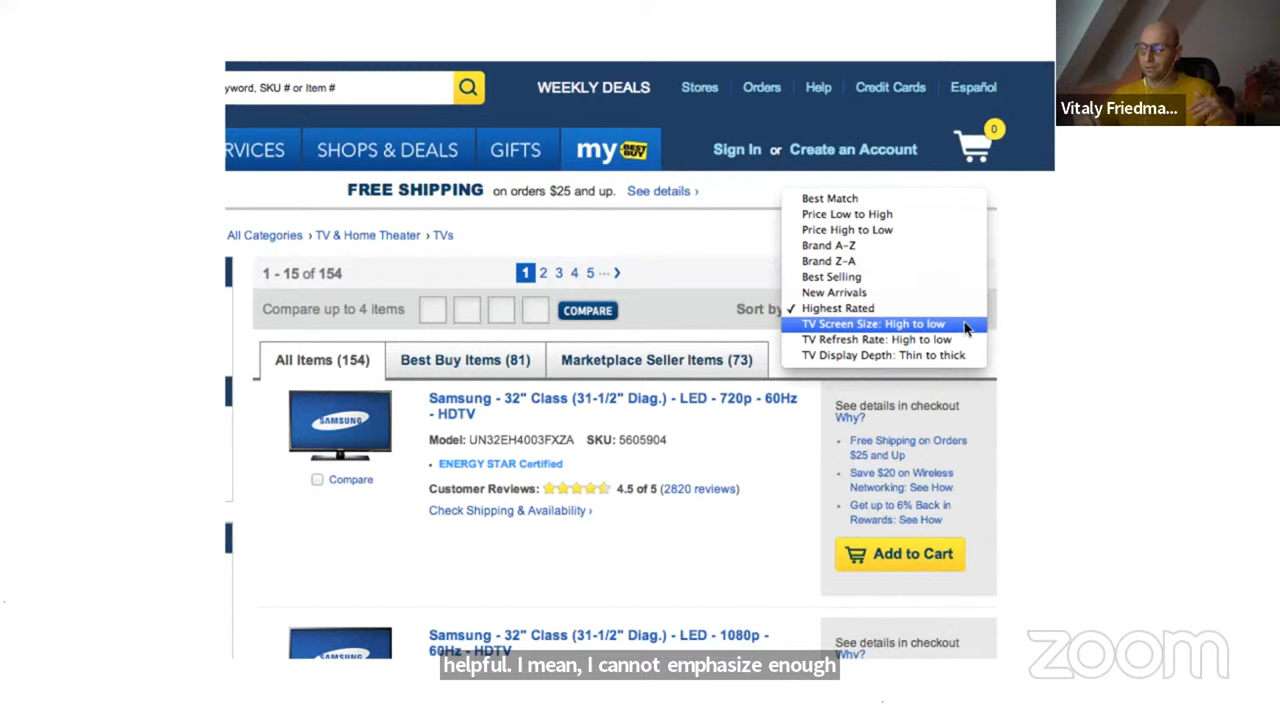 Vitaly Friedma...
yword, SKU # or Item #
WEEKLY DEALS
Stores
Orders
Help
Credit Cards
Español
RVICES
SHOPS & DEALS
GIFTS
my BEST BUY
Sign In or Create an Account
0
FREE SHIPPING on orders $25 and up. See details ›
All Categories › TV & Home Theater › TVs
1 - 15 of 154
1 2 3 4 5 ... ›
Compare up to 4 items
COMPARE
Sort by
Best Match
Price Low to High
Price High to Low
Brand A-Z
Brand Z-A
Best Selling
New Arrivals
✓ Highest Rated
TV Screen Size: High to low
TV Refresh Rate: High to low
TV Display Depth: Thin to thick
All Items (154)
Best Buy Items (81)
Marketplace Seller Items (73)
SAMSUNG
Compare
Samsung - 32" Class (31-1/2" Diag.) - LED - 720p - 60Hz
- HDTV
Model: UN32EH4003FXZA SKU: 5605904
• ENERGY STAR Certified
Customer Reviews: 4.5 of 5 (2820 reviews)
Check Shipping & Availability ›
See details in checkout
Why?
• Free Shipping on Orders
$25 and Up
• Save $20 on Wireless
Networking: See How
• Get up to 6% Back in
Rewards: See How
Add to Cart
SAMSUNG
Samsung - 32" Class (31-1/2" Diag.) - LED - 1080p -
60Hz - HDTV
See details in checkout
Why?
helpful. I mean, I cannot emphasize enough
zoom